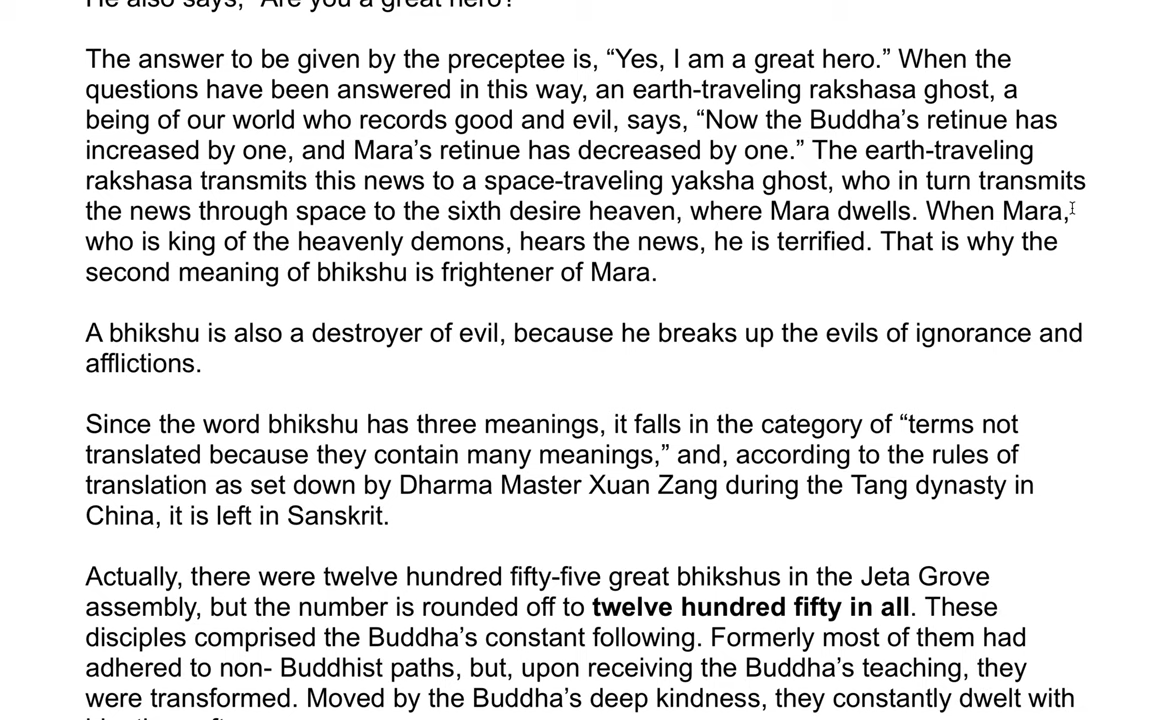 He also says, “Are you a great hero?”
The answer to be given by the preceptee is, “Yes, I am a great hero.” When the
questions have been answered in this way, an earth-traveling rakshasa ghost, a
being of our world who records good and evil, says, “Now the Buddha’s retinue has
increased by one, and Mara’s retinue has decreased by one.” The earth-traveling
rakshasa transmits this news to a space-traveling yaksha ghost, who in turn transmits
the news through space to the sixth desire heaven, where Mara dwells. When Mara,
who is king of the heavenly demons, hears the news, he is terrified. That is why the
second meaning of bhikshu is frightener of Mara.
A bhikshu is also a destroyer of evil, because he breaks up the evils of ignorance and
afflictions.
Since the word bhikshu has three meanings, it falls in the category of “terms not
translated because they contain many meanings,” and, according to the rules of
translation as set down by Dharma Master Xuan Zang during the Tang dynasty in
China, it is left in Sanskrit.
Actually, there were twelve hundred fifty-five great bhikshus in the Jeta Grove
assembly, but the number is rounded off to twelve hundred fifty in all. These
disciples comprised the Buddha’s constant following. Formerly most of them had
adhered to non- Buddhist paths, but, upon receiving the Buddha’s teaching, they
were transformed. Moved by the Buddha’s deep kindness, they constantly dwelt with